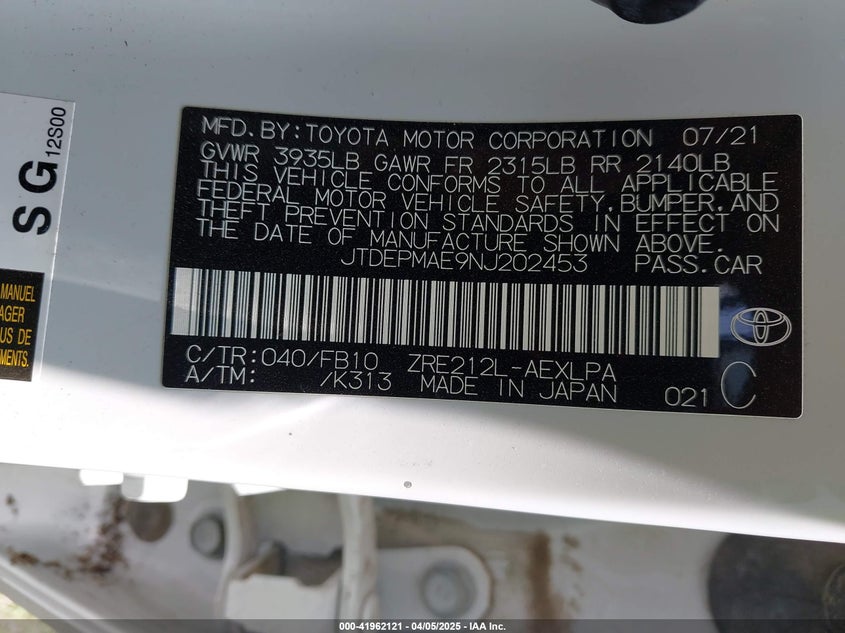 SG 12S00
MANUEL
AGER
US DE
MENTS.
MFD. BY: TOYOTA MOTOR CORPORATION 07/21
GVWR 3935LB GAWR FR 2315LB RR 2140LB
THIS VEHICLE CONFORMS TO ALL APPLICABLE
FEDERAL MOTOR VEHICLE SAFETY, BUMPER, AND
THEFT PREVENTION STANDARDS IN EFFECT ON
THE DATE OF MANUFACTURE SHOWN ABOVE.
JTDEPMAE9NJ202453 PASS.CAR
C/TR: 040/FB10 ZRE212L-AEXLPA
A/TM: /K313 MADE IN JAPAN 021 C
000-41962121 - 04/05/2025 - IAA Inc.